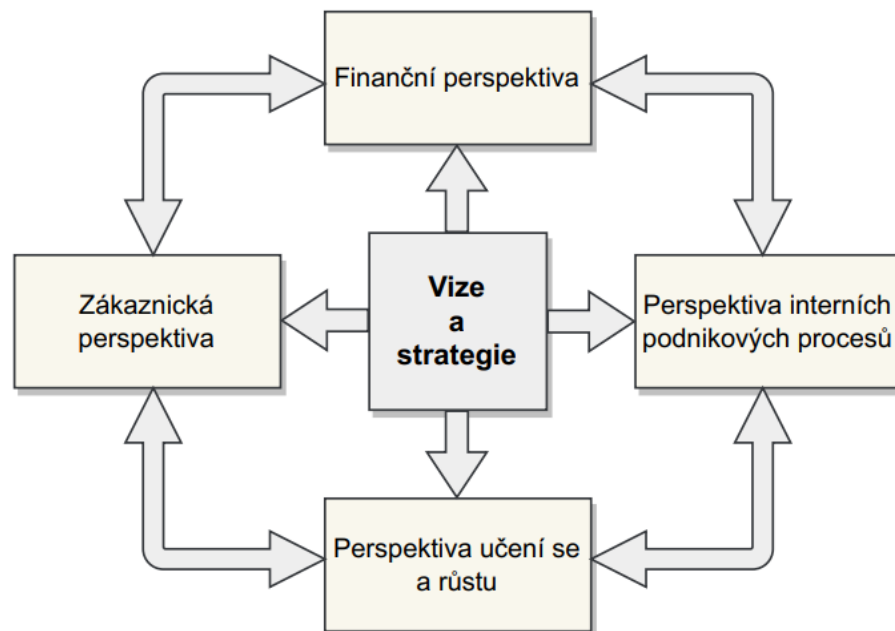 Finanční perspektiva
Zákaznická
perspektiva
Vize
a
strategie
Perspektiva interních
podnikových procesů
Perspektiva učení se
a růstu